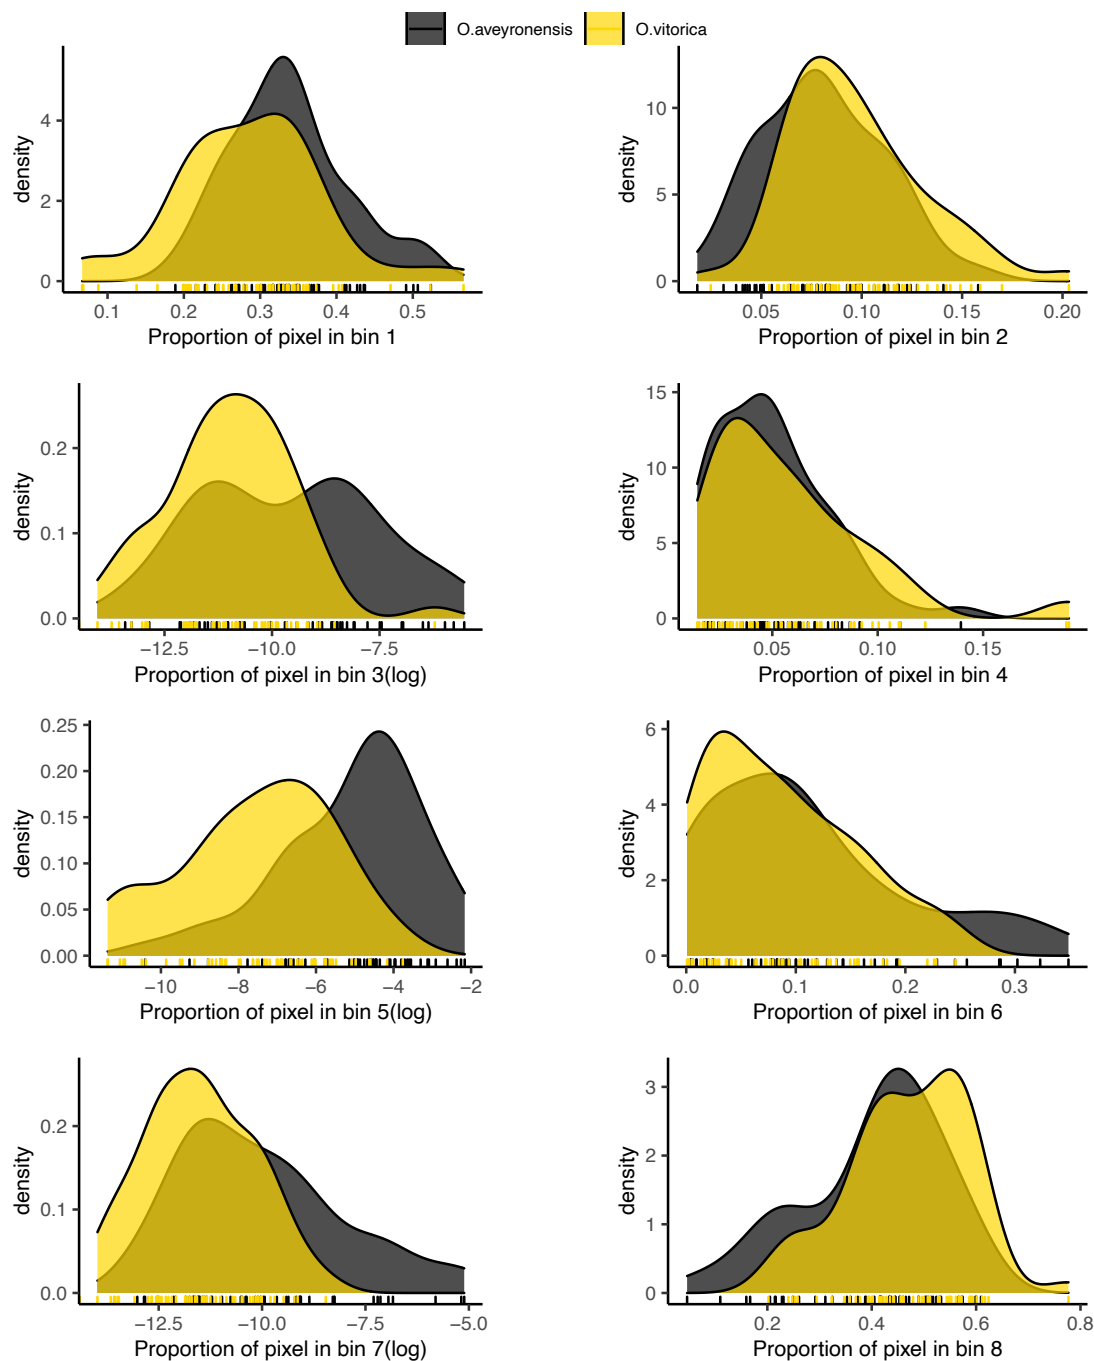 O.aveyronensis O.vitorica
density
4
2
0
0.1 0.2 0.3 0.4 0.5
Proportion of pixel in bin 1
density
10
5
0
0.05 0.10 0.15 0.20
Proportion of pixel in bin 2
density
0.2
0.1
0.0
−12.5 −10.0 −7.5
Proportion of pixel in bin 3(log)
density
15
10
5
0
0.05 0.10 0.15
Proportion of pixel in bin 4
density
0.25
0.20
0.15
0.10
0.05
0.00
−10 −8 −6 −4 −2
Proportion of pixel in bin 5(log)
density
6
4
2
0
0.0 0.1 0.2 0.3
Proportion of pixel in bin 6
density
0.2
0.1
0.0
−12.5 −10.0 −7.5 −5.0
Proportion of pixel in bin 7(log)
density
3
2
1
0
0.2 0.4 0.6 0.8
Proportion of pixel in bin 8